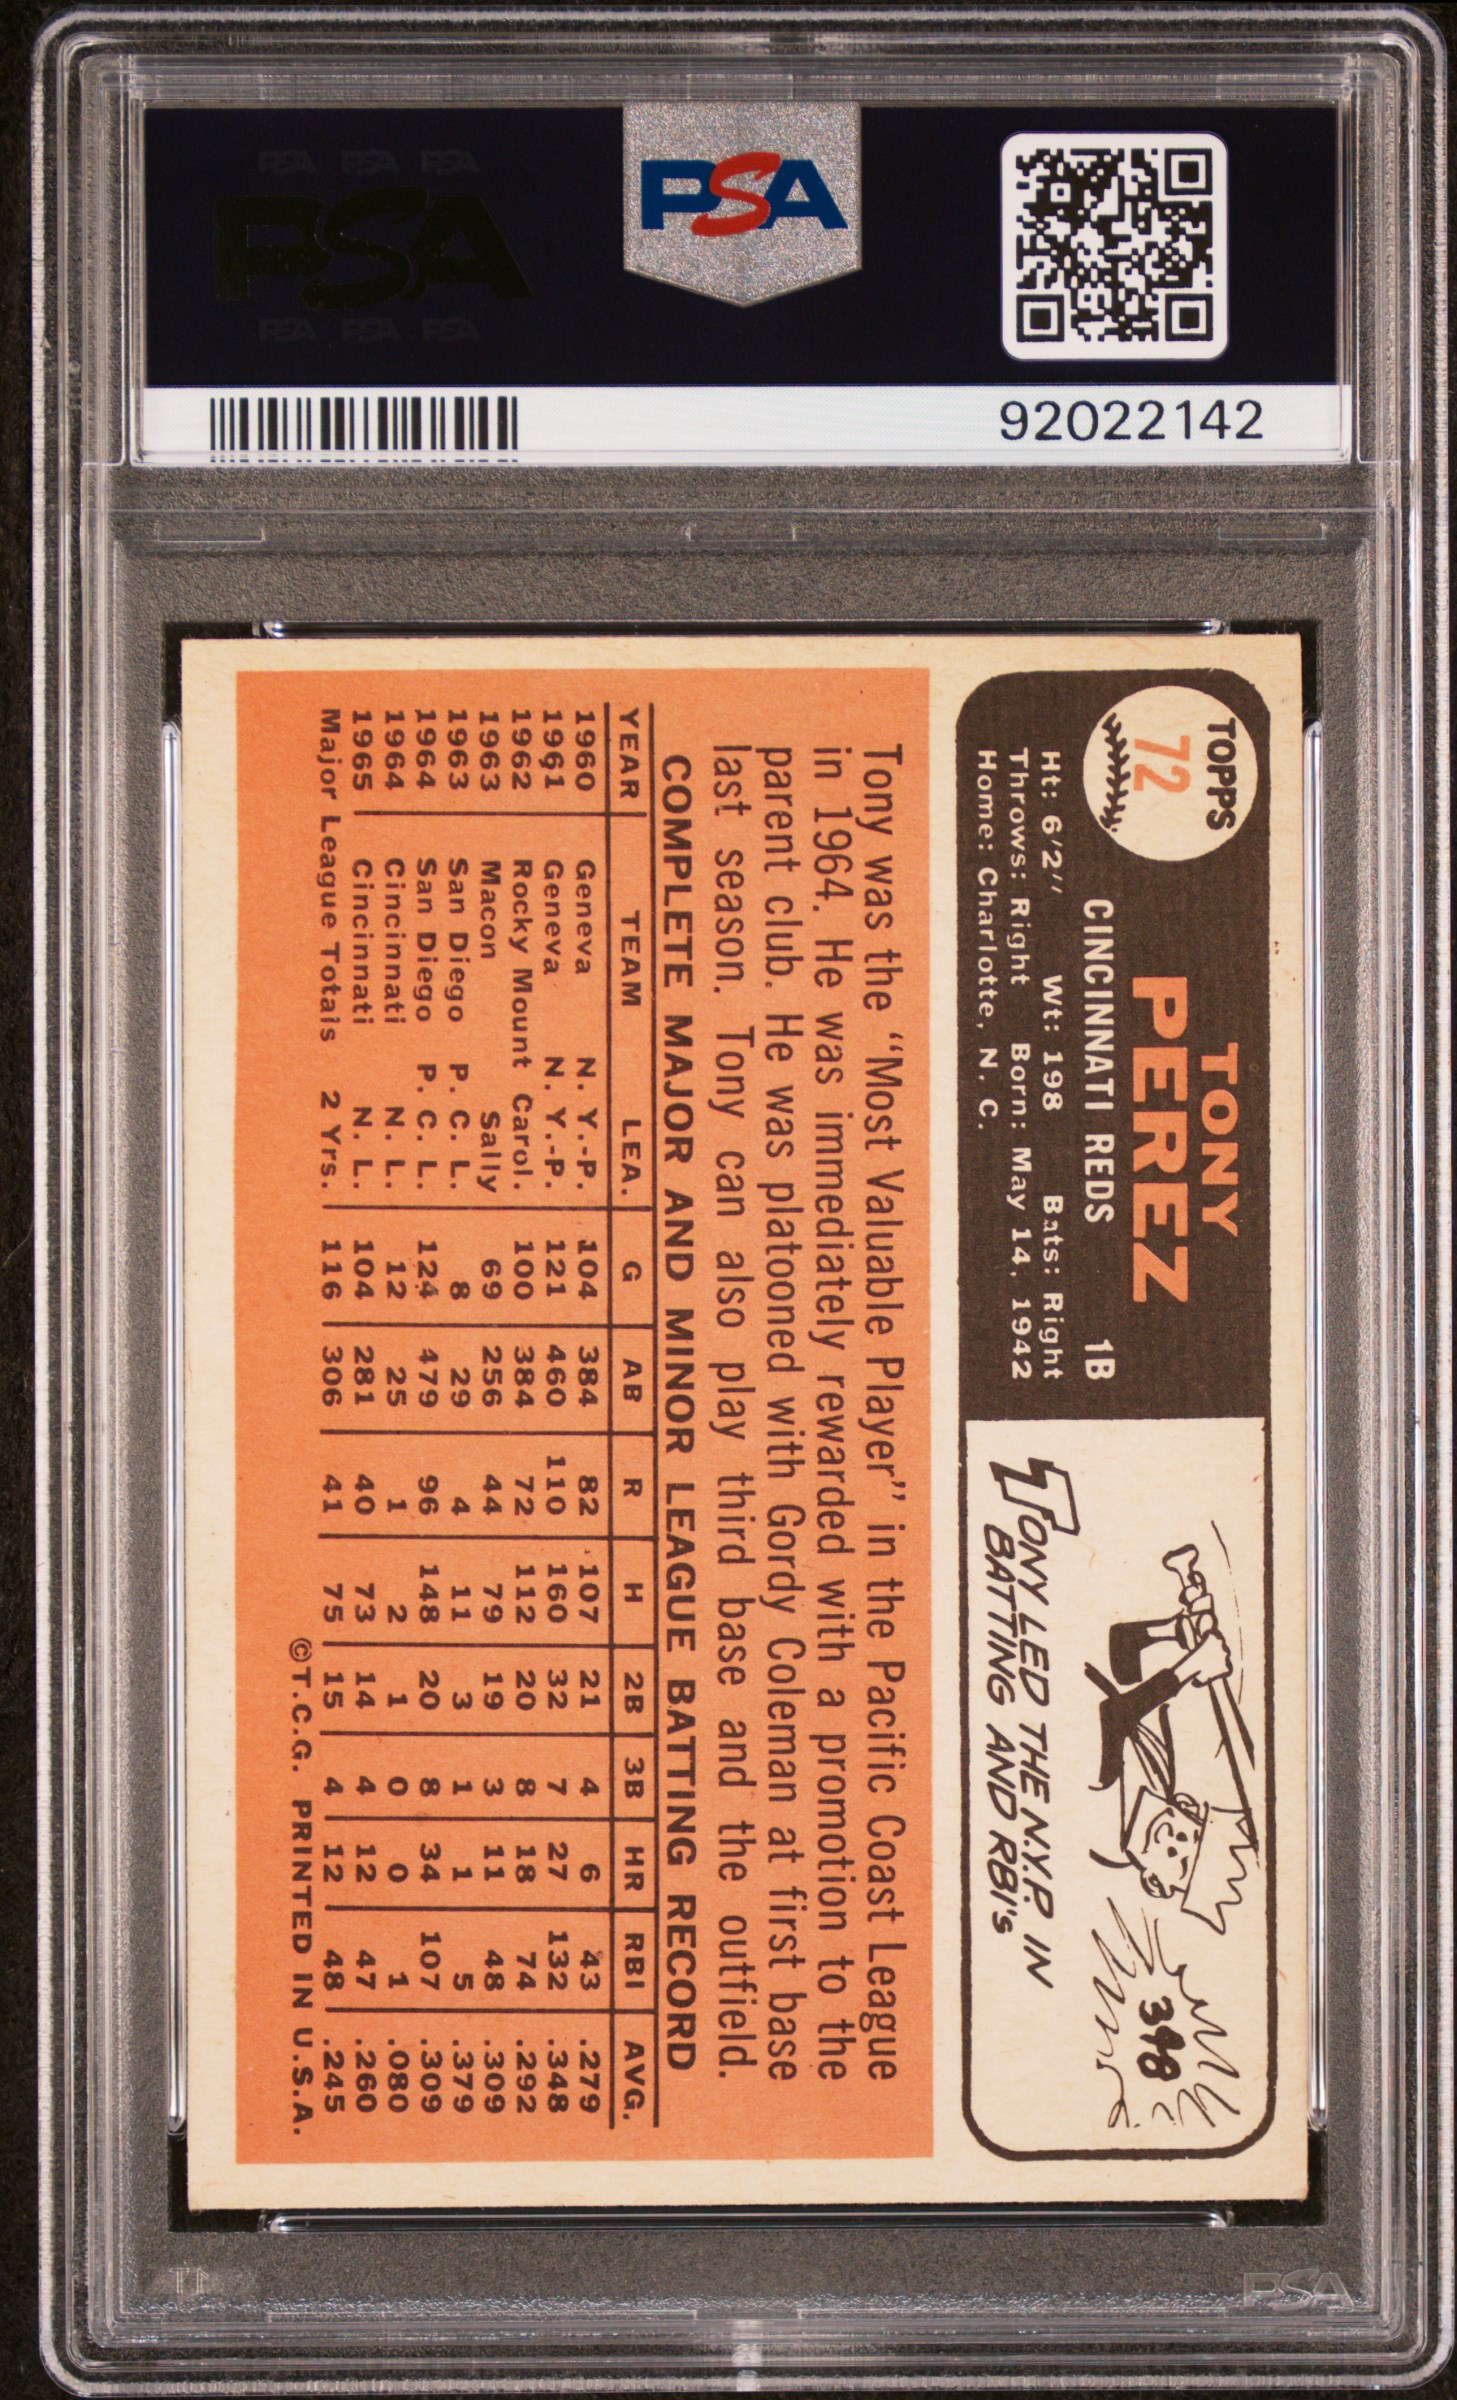 PSA PSA PSA
PSA
PSA PSA PSA
PSA
92022142
TOPPS
72
TONY
PEREZ
CINCINNATI REDS 1B
Ht: 6'2" Wt: 198 Bats: Right
Throws: Right Born: May 14, 1942
Home: Charlotte, N. C.
TONY LED THE N.Y.P. IN
BATTING AND RBI's
Tony was the "Most Valuable Player" in the Pacific Coast League
in 1964. He was immediately rewarded with a promotion to the
parent club. He was platooned with Gordy Coleman at first base
last season. Tony can also play third base and the outfield.
COMPLETE MAJOR AND MINOR LEAGUE BATTING RECORD
YEAR TEAM LEA. G AB R H 2B 3B HR RBI AVG.
1960 Geneva N. Y.-P. 104 384 82 107 21 4 6 43 .279
1961 Geneva N. Y.-P. 121 460 110 160 32 7 27 132 .348
1962 Rocky Mount Carol. 100 384 72 112 20 8 18 74 .292
1963 Macon Sally 69 256 44 79 19 3 11 48 .309
1963 San Diego P. C. L. 8 29 4 11 3 1 1 5 .379
1964 San Diego P. C. L. 124 479 96 148 20 8 34 107 .309
1964 Cincinnati N. L. 12 25 1 2 1 0 0 1 .080
1965 Cincinnati N. L. 104 281 40 73 14 4 12 47 .260
Major League Totals 2 Yrs. 116 306 41 75 15 4 12 48 .245
©T.C.G. PRINTED IN U.S.A.
PSA